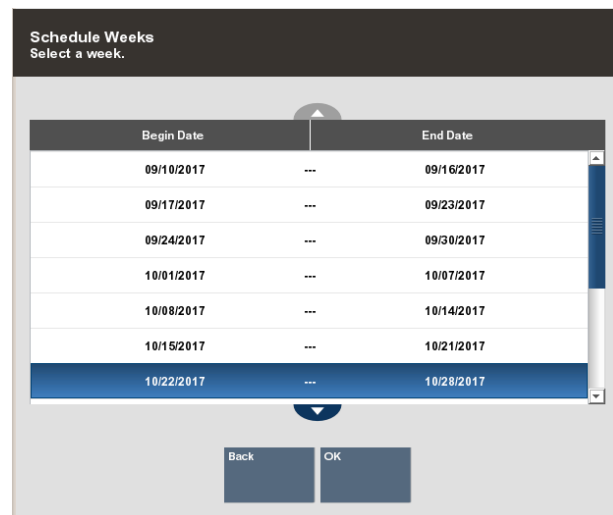 Schedule Weeks
Select a week.
Begin Date End Date
09/10/2017 --- 09/16/2017
09/17/2017 --- 09/23/2017
09/24/2017 --- 09/30/2017
10/01/2017 --- 10/07/2017
10/08/2017 --- 10/14/2017
10/15/2017 --- 10/21/2017
10/22/2017 --- 10/28/2017
Back OK